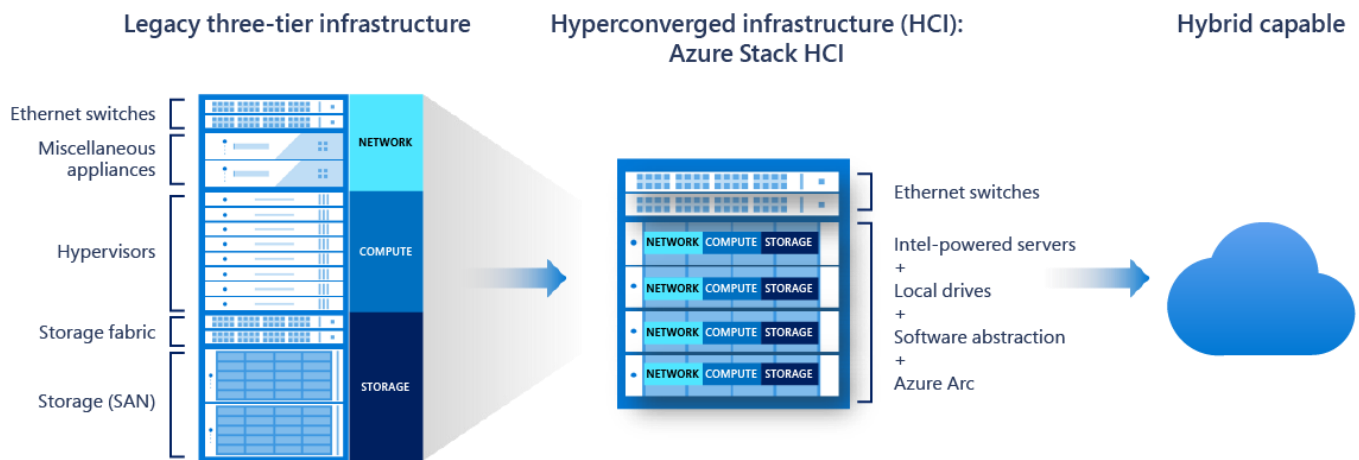 Legacy three-tier infrastructure
Ethernet switches
Miscellaneous
appliances
Hypervisors
Storage fabric
Storage (SAN)
NETWORK
COMPUTE
STORAGE
Hyperconverged infrastructure (HCI):
Azure Stack HCI
NETWORK COMPUTE STORAGE
NETWORK COMPUTE STORAGE
NETWORK COMPUTE STORAGE
NETWORK COMPUTE STORAGE
Ethernet switches
Intel-powered servers
+
Local drives
+
Software abstraction
+
Azure Arc
Hybrid capable